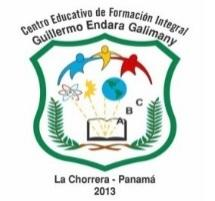 Centro Educativo de Formación Integral
Guillermo Endara Galimany
A B C
La Chorrera - Panamá
2013